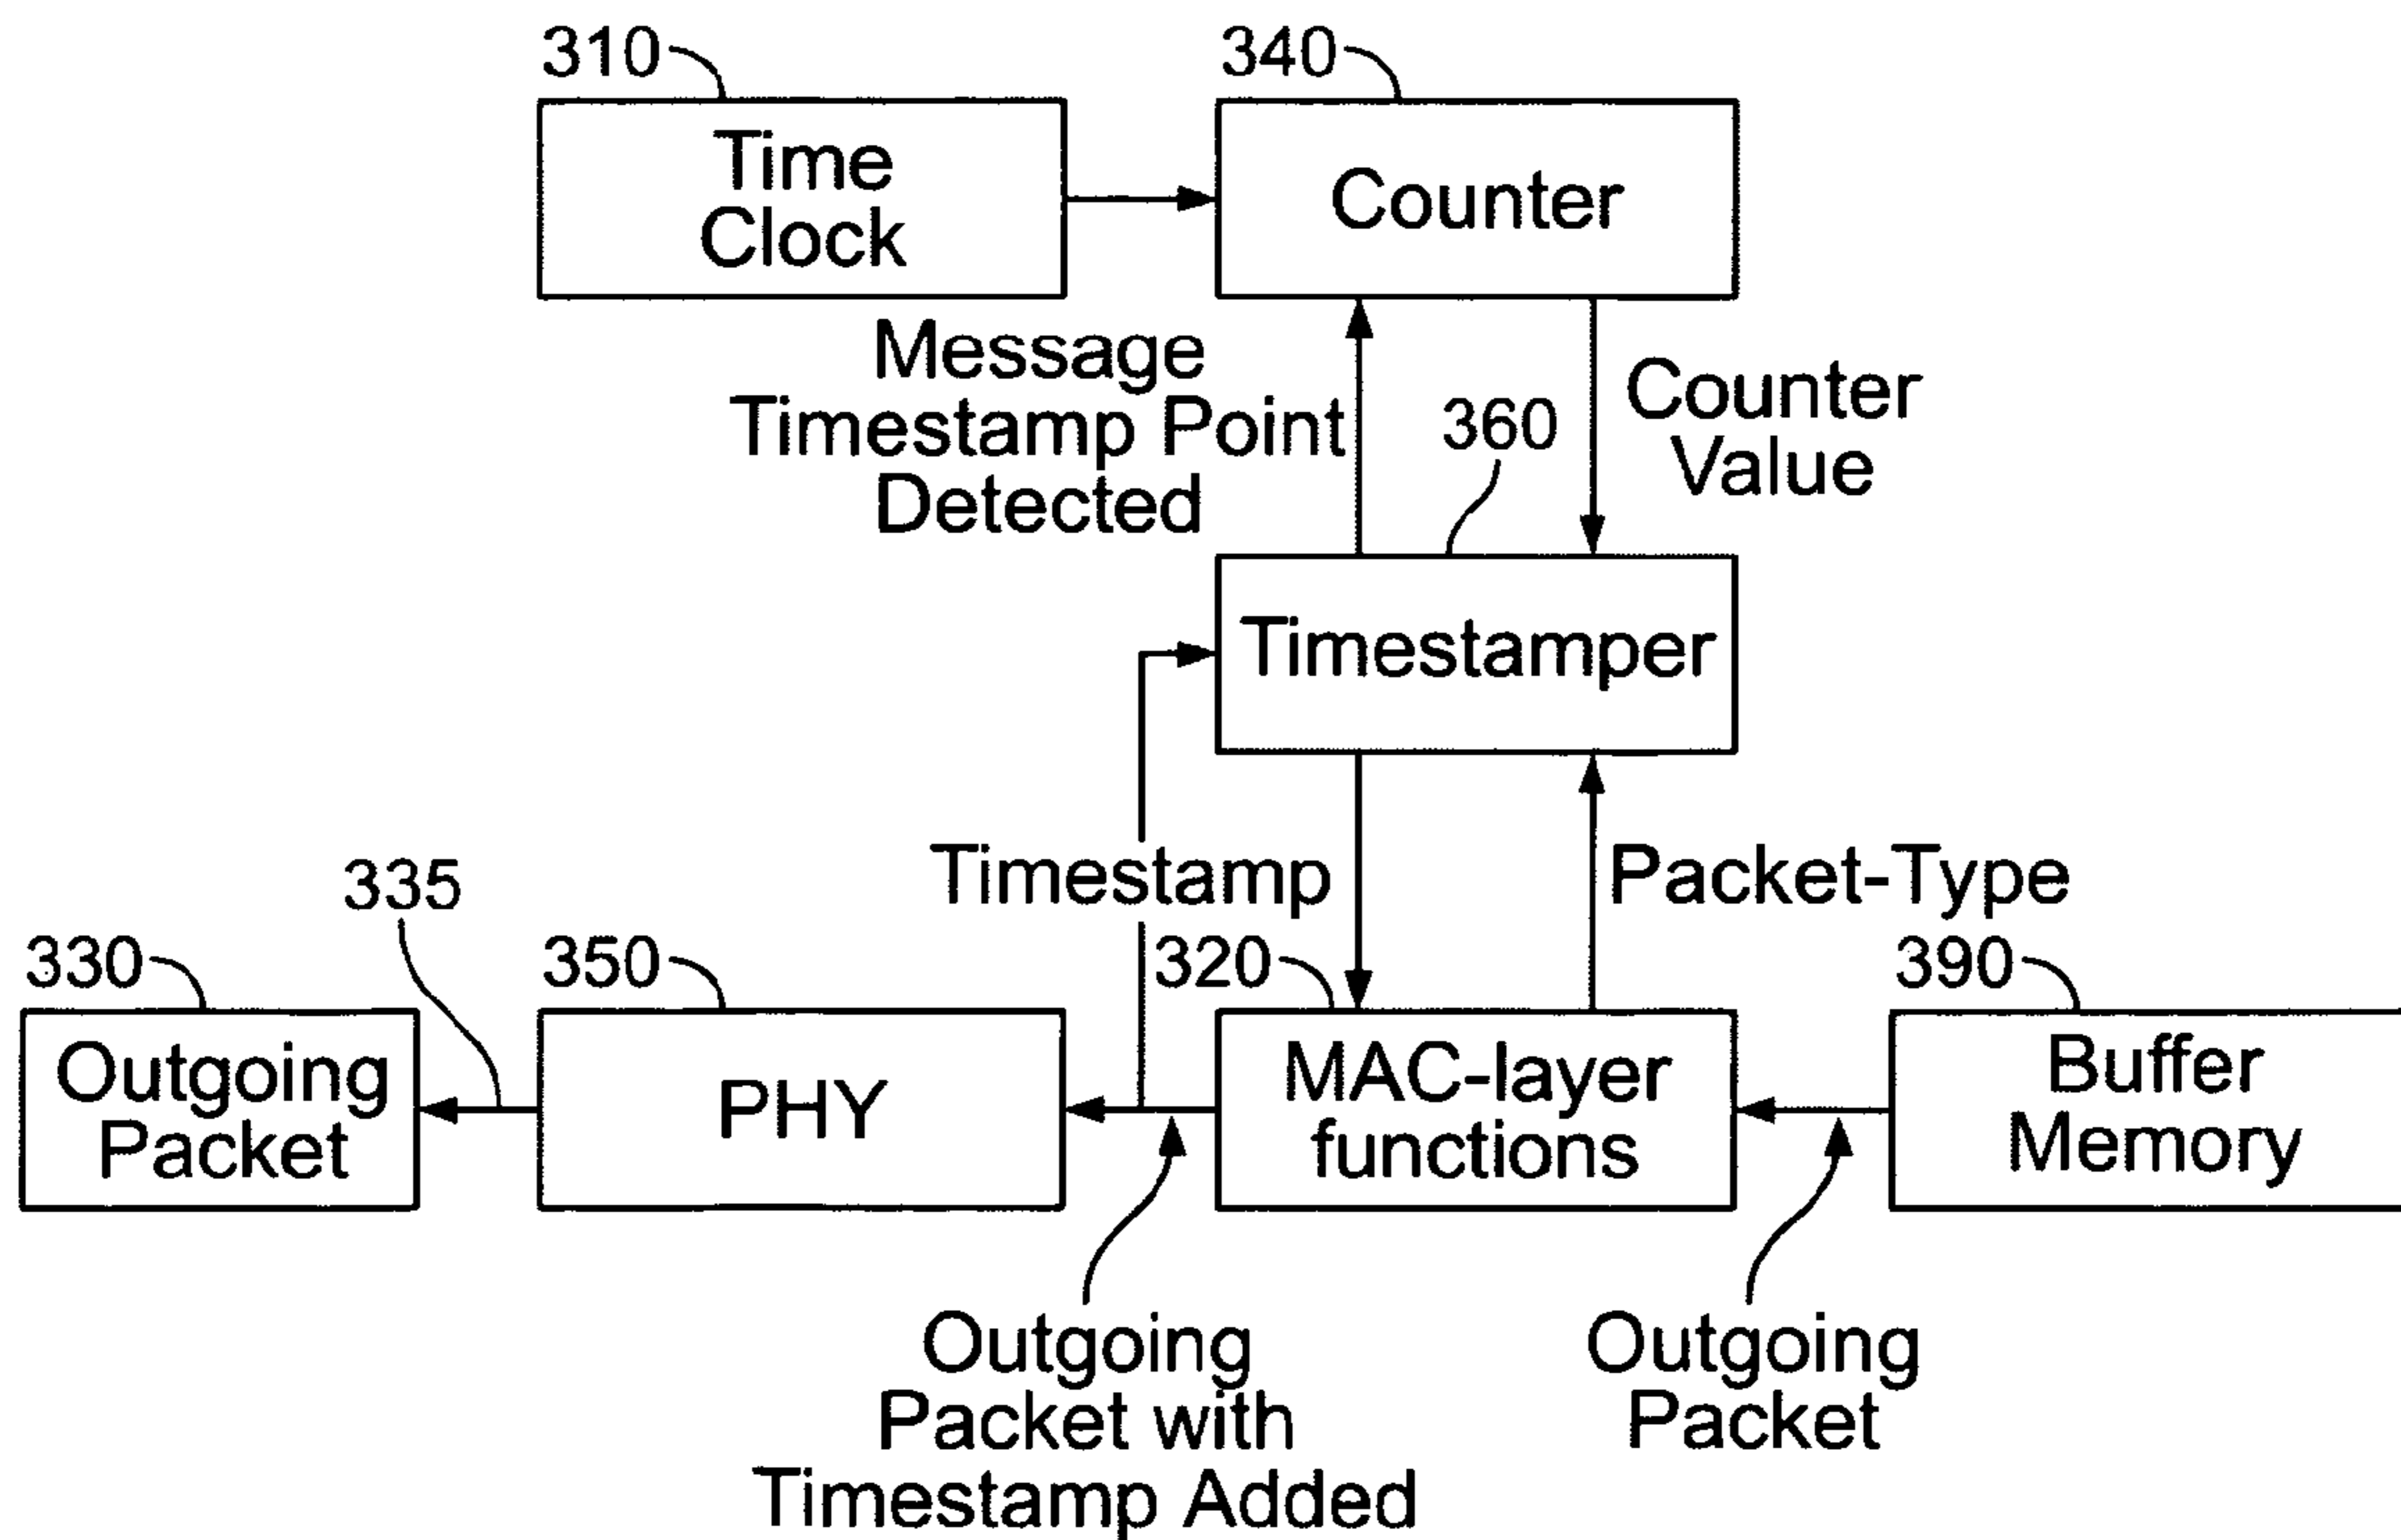 310
340
Time
Clock
Counter
Message
Timestamp Point
Detected
360
Counter
Value
Timestamper
Timestamp
Packet-Type
335
330
350
320
390
Outgoing
Packet
PHY
MAC-layer
functions
Buffer
Memory
Outgoing
Packet with
Timestamp Added
Outgoing
Packet